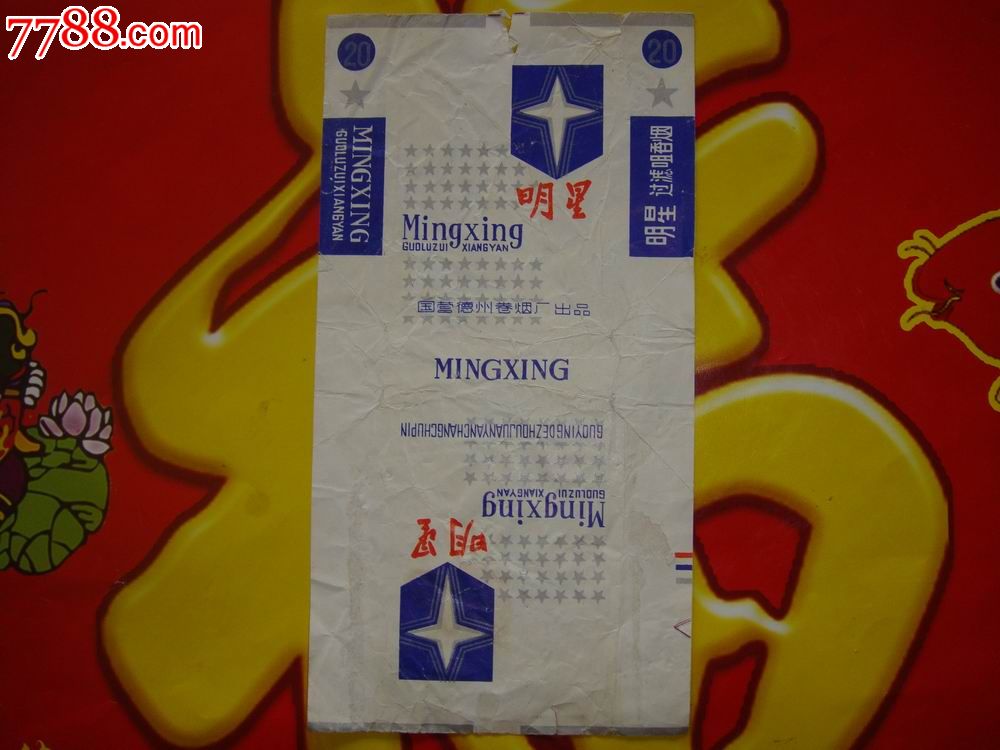 7788.com
20
20
MINGXING
GUOLUZUIXIANGYAN
明星
Mingxing
GUOLUZUI XIANGYAN
国营德州卷烟厂出品
明星 过滤咀香烟
MINGXING
GUOYINGDEZHOUJUANYANCHANGCHUPIN
Mingxing
GUOLUZUI
XIANGYAN
明星